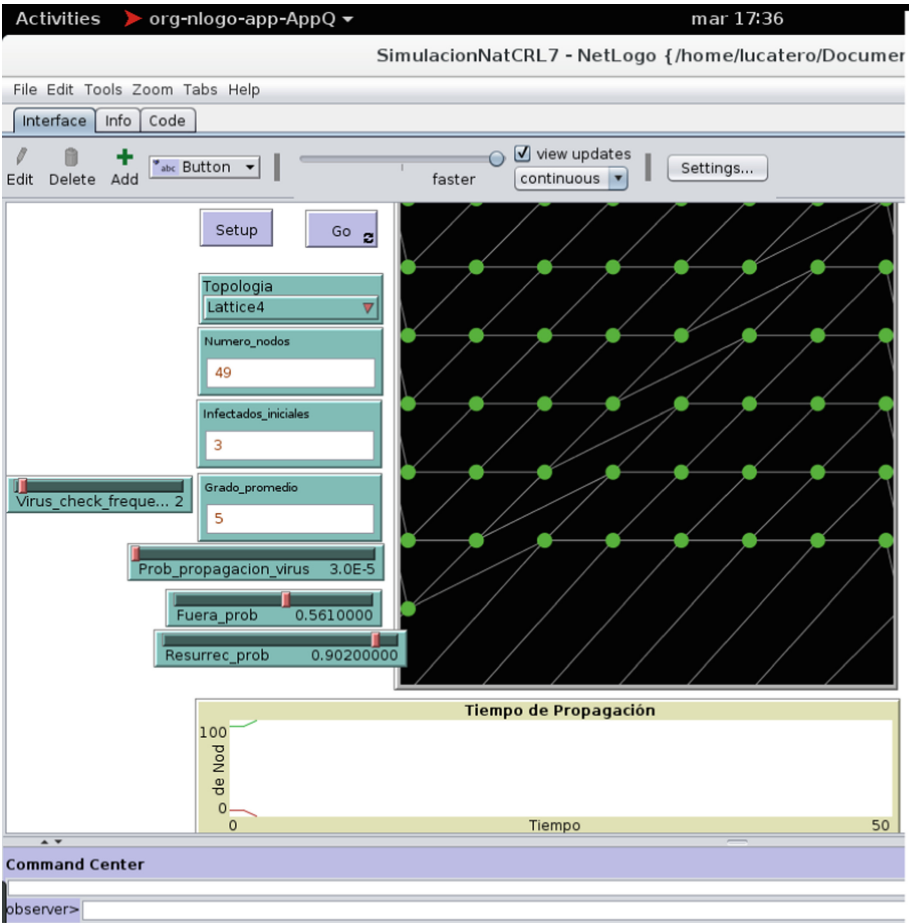 Activities org-nlogo-app-AppQ mar 17:36
SimulacionNatCRL7 - NetLogo {/home/lucatero/Documer
File Edit Tools Zoom Tabs Help
Interface Info Code
Edit Delete Add abc Button faster view updates continuous Settings...
Setup Go
Topologia
Lattice4
Numero_nodos
49
Infectados_iniciales
3
Grado_promedio
5
Virus_check_freque... 2
Prob_propagacion_virus 3.0E-5
Fuera_prob 0.5610000
Resurrec_prob 0.90200000
Tiempo de Propagación
100
de Nod
0
0 Tiempo 50
Command Center
observer>